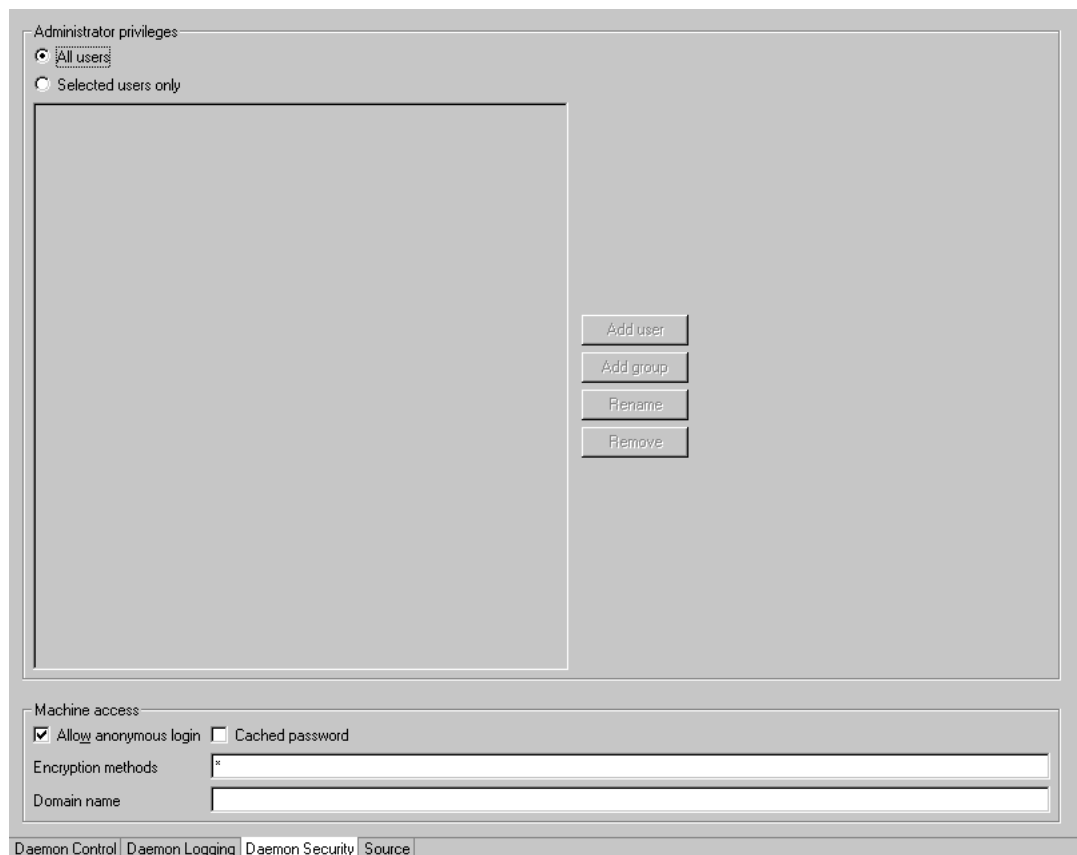 Administrator privileges
All users
Selected users only
Add user
Add group
Rename
Remove
Machine access
Allow anonymous login Cached password
Encryption methods *
Domain name
Daemon Control Daemon Logging Daemon Security Source